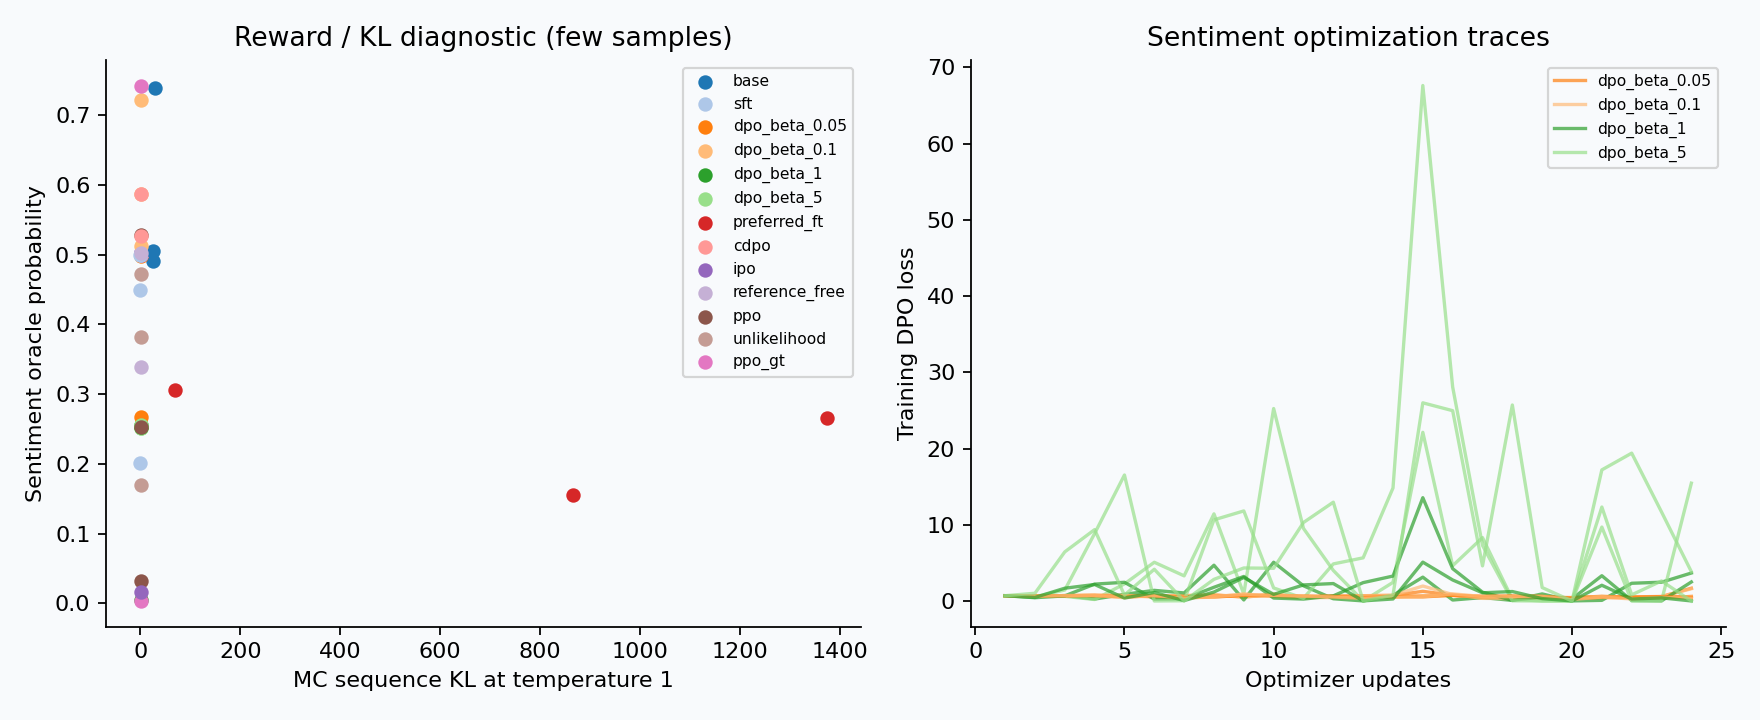 Reward / KL diagnostic (few samples)
Sentiment oracle probability
0.7
0.6
0.5
0.4
0.3
0.2
0.1
0.0
0
200
400
600
800
1000
1200
1400
MC sequence KL at temperature 1
base
sft
dpo_beta_0.05
dpo_beta_0.1
dpo_beta_1
dpo_beta_5
preferred_ft
cdpo
ipo
reference_free
ppo
unlikelihood
ppo_gt
Sentiment optimization traces
Training DPO loss
70
60
50
40
30
20
10
0
0
5
10
15
20
25
Optimizer updates
dpo_beta_0.05
dpo_beta_0.1
dpo_beta_1
dpo_beta_5